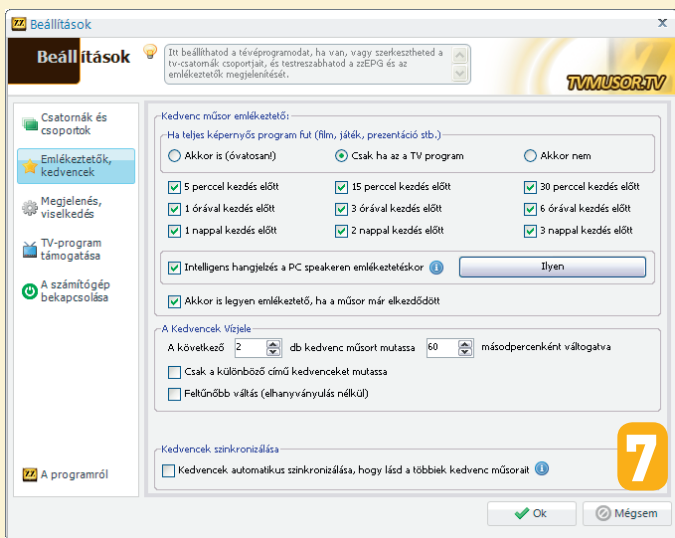 Beállítások
Beállítások
Itt beállíthatod a tévéprogramodat, ha van, vagy szerkesztheted a
tv-csatornák csoportjait, és testreszabhatod a zzEPG és az
emlékeztetők megjelenítését.
TVMUSOR.TV
Csatornák és
csoportok
Emlékeztetők,
kedvencek
Megjelenés,
viselkedés
TV-program
támogatása
A számítógép
bekapcsolása
A programról
Kedvenc műsor emlékeztető:
Ha teljes képernyős program fut (film, játék, prezentáció stb.)
Akkor is (óvatosan!) Csak ha az a TV program Akkor nem
5 perccel kezdés előtt 15 perccel kezdés előtt 30 perccel kezdés előtt
1 órával kezdés előtt 3 órával kezdés előtt 6 órával kezdés előtt
1 nappal kezdés előtt 2 nappal kezdés előtt 3 nappal kezdés előtt
Intelligens hangjelzés a PC speakeren emlékeztetéskor Ilyen
Akkor is legyen emlékeztető, ha a műsor már elkezdődött
A Kedvencek Vízjele
A következő 2 db kedvenc műsort mutassa 60 másodpercenként váltogatva
Csak a különböző című kedvenceket mutassa
Feltűnőbb váltás (elhanyványulás nélkül)
Kedvencek szinkronizálása
Kedvencek automatikus szinkronizálása, hogy lásd a többiek kedvenc műsorait
7
Ok Mégsem